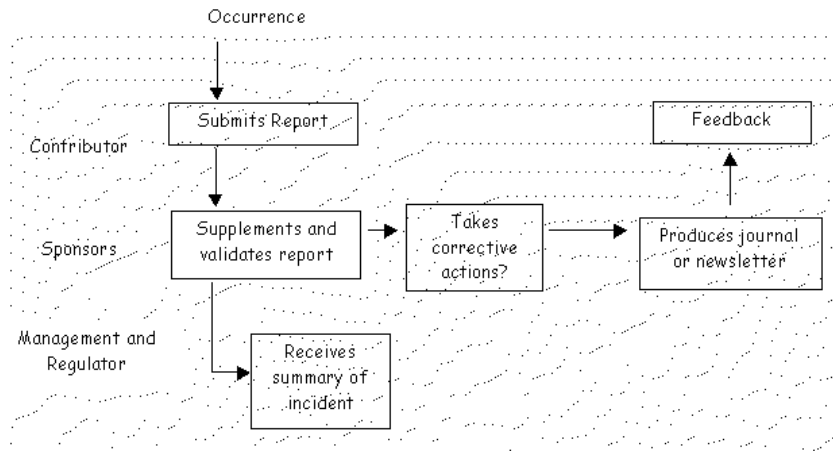 Occurrence
Submits Report
Feedback
Contributor
Supplements and
validates report
Takes
corrective
actions?
Produces journal
or newsletter
Sponsors
Management and
Regulator
Receives
summary of
incident